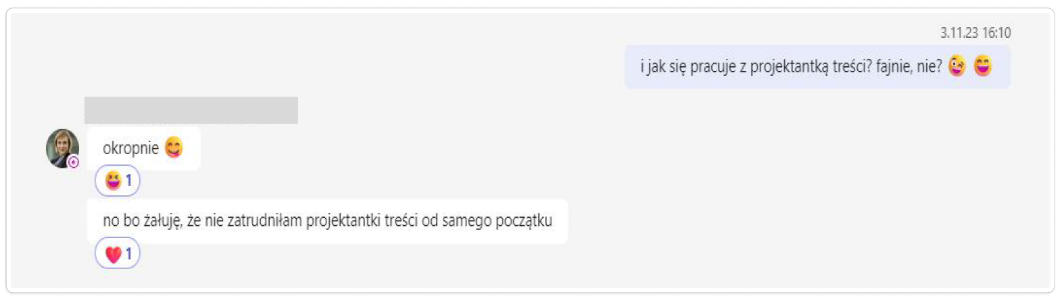 3.11.23 16:10
i jak się pracuje z projektantką treści? fajnie, nie? 😜 😄
okropnie 😋
😆 1
no bo żałuję, że nie zatrudniłam projektantki treści od samego początku
❤️ 1